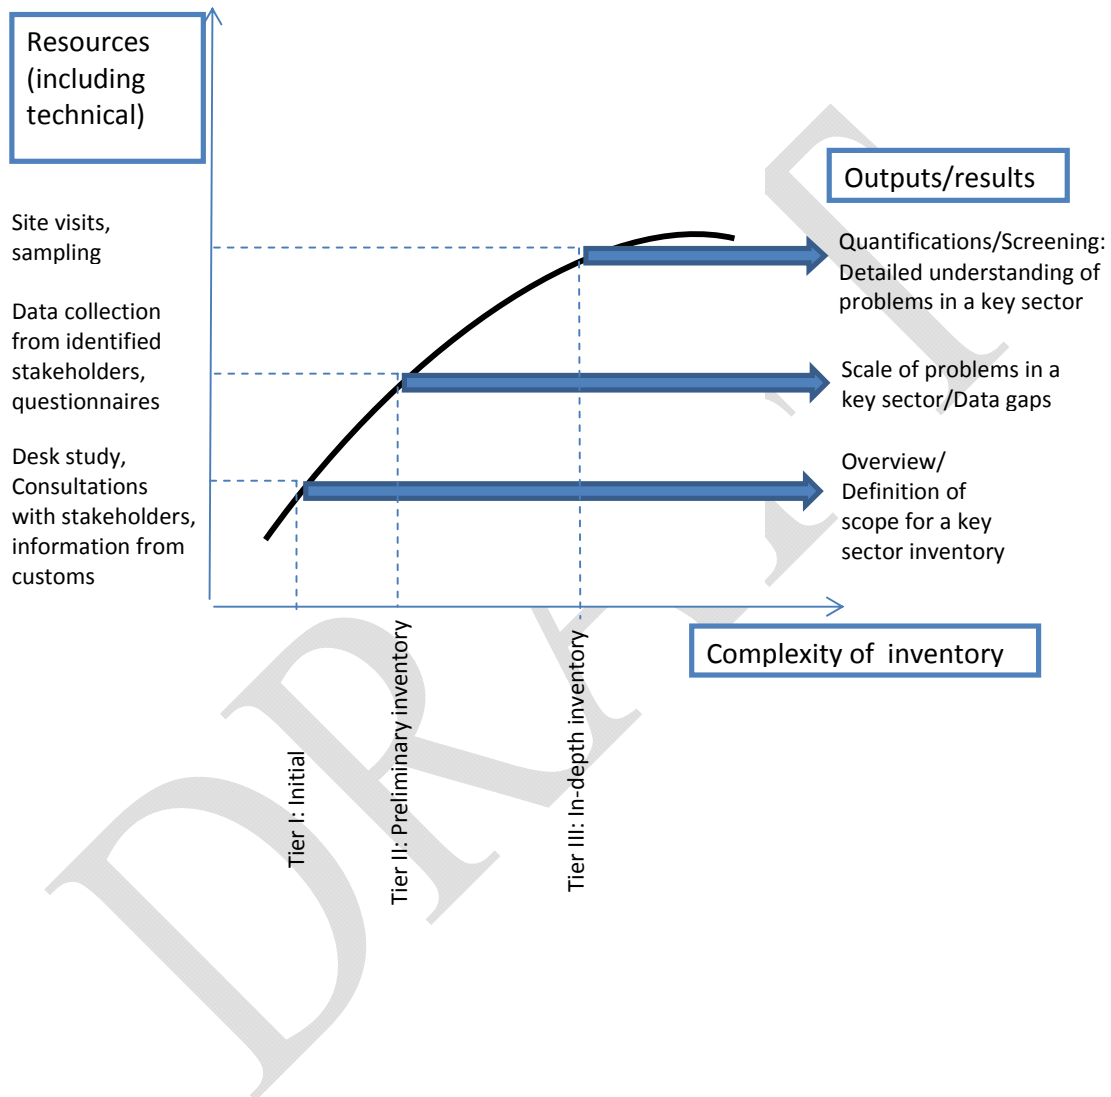 Resources
(including
technical)
Outputs/results
Site visits,
sampling
Quantifications/Screening:
Detailed understanding of
problems in a key sector
Data collection
from identified
stakeholders,
questionnaires
Scale of problems in a
key sector/Data gaps
Desk study,
Consultations
with stakeholders,
information from
customs
Overview/
Definition of
scope for a key
sector inventory
Complexity of inventory
Tier I: Initial
Tier II: Preliminary inventory
Tier III: In-depth inventory
DRAFT